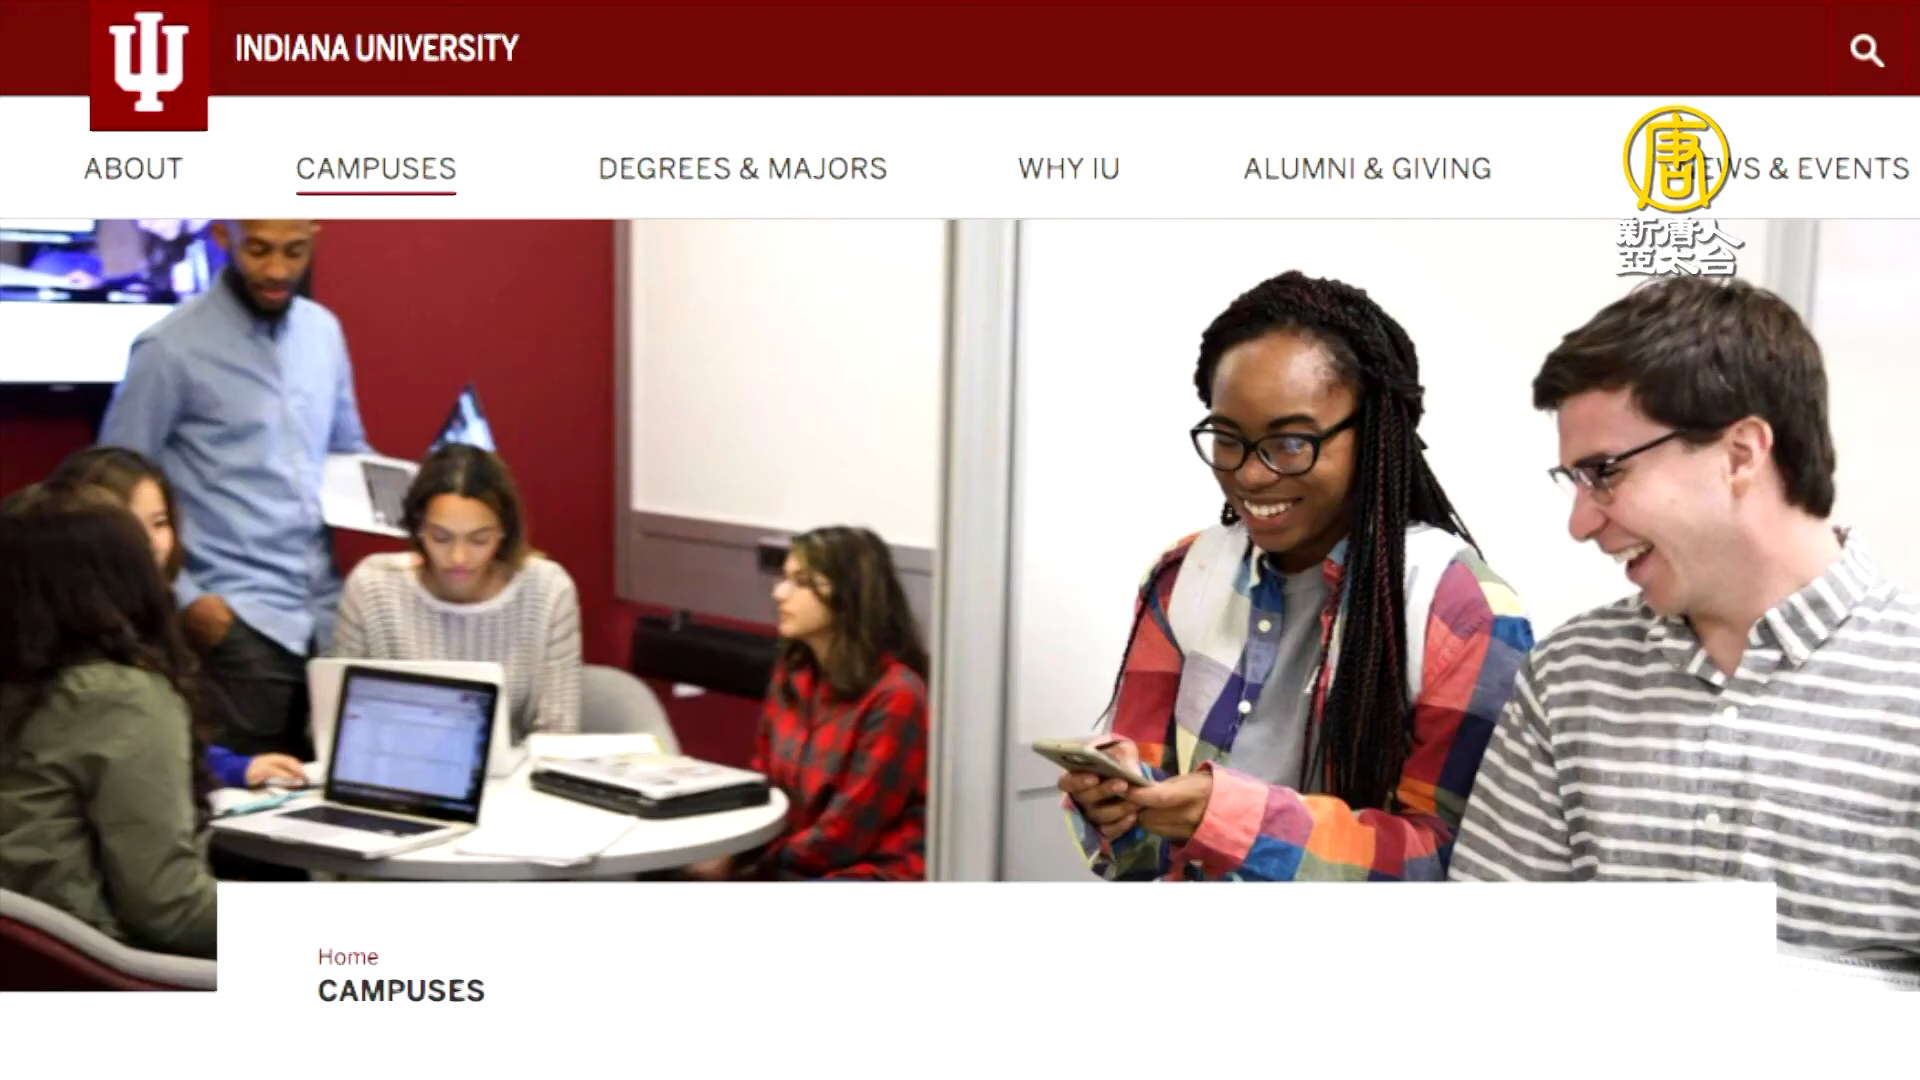 INDIANA UNIVERSITY
ABOUT
CAMPUSES
DEGREES & MAJORS
WHY IU
ALUMNI & GIVING
EWS & EVENTS
唐
新唐人
亞太台
Home
CAMPUSES